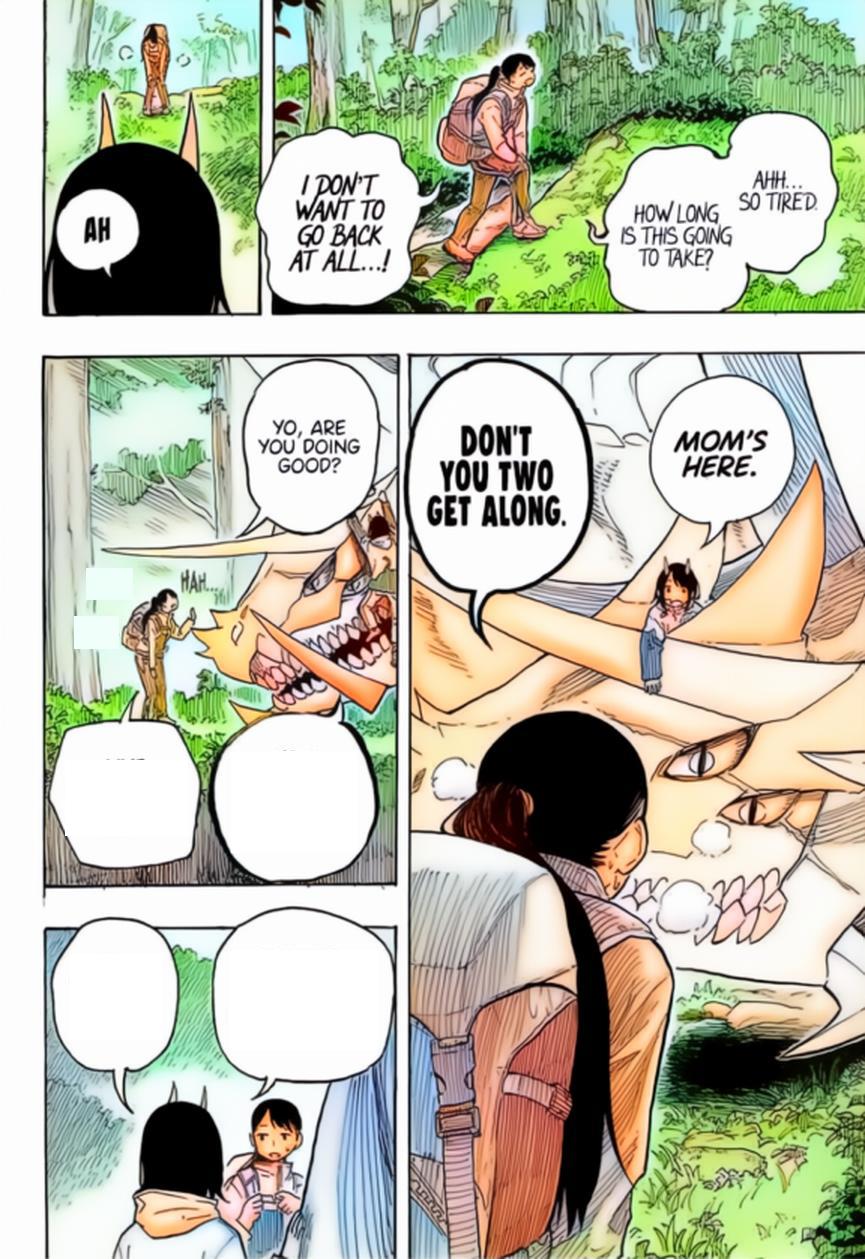 AHH...
SO TIRED.
HOW LONG
IS THIS GOING
TO TAKE?
I DON'T
WANT TO
GO BACK
AT ALL...!
AH
MOM'S
HERE.
DON'T
YOU TWO
GET ALONG.
YO, ARE
YOU DOING
GOOD?
HAH...